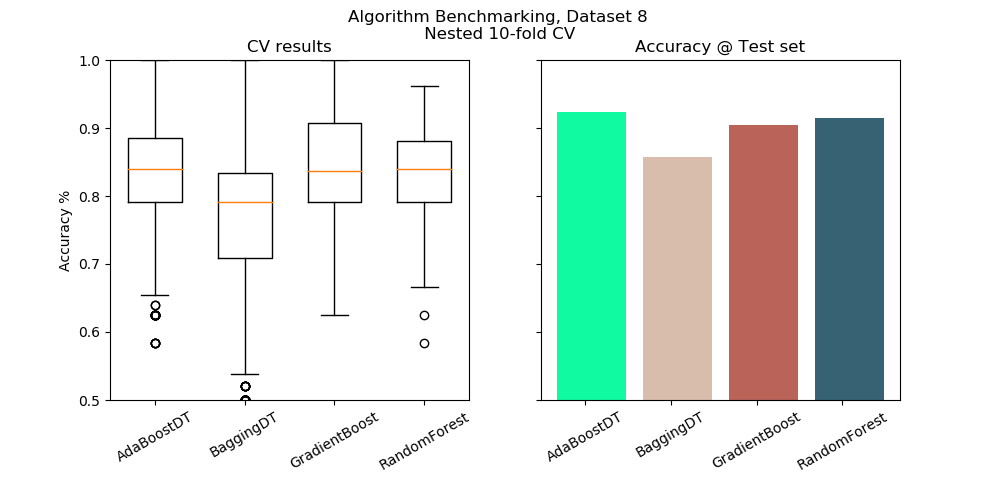 Algorithm Benchmarking, Dataset 8
Nested 10-fold CV
CV results
Accuracy @ Test set
Accuracy %
1.0
0.9
0.8
0.7
0.6
0.5
AdaBoostDT
BaggingDT
GradientBoost
RandomForest
AdaBoostDT
BaggingDT
GradientBoost
RandomForest